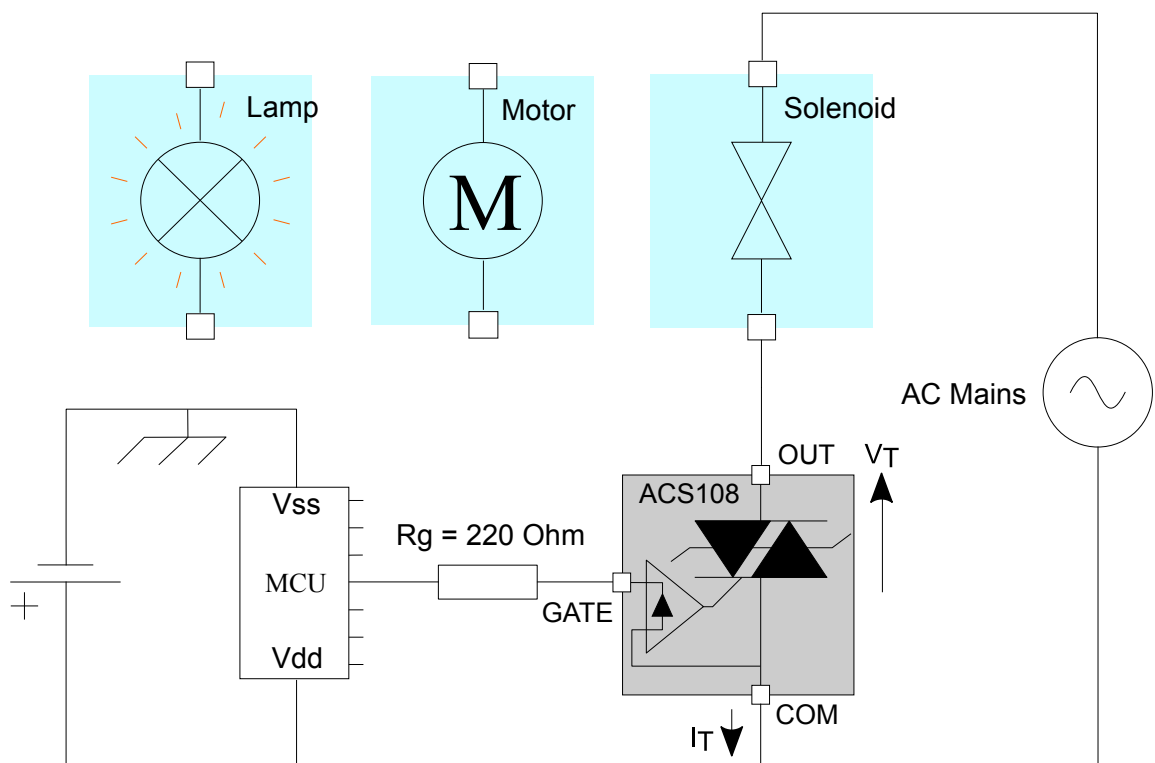 Lamp
Motor
Solenoid
M
AC Mains
OUT
VT
ACS108
Vss
Rg = 220 Ohm
MCU
GATE
+
Vdd
COM
IT